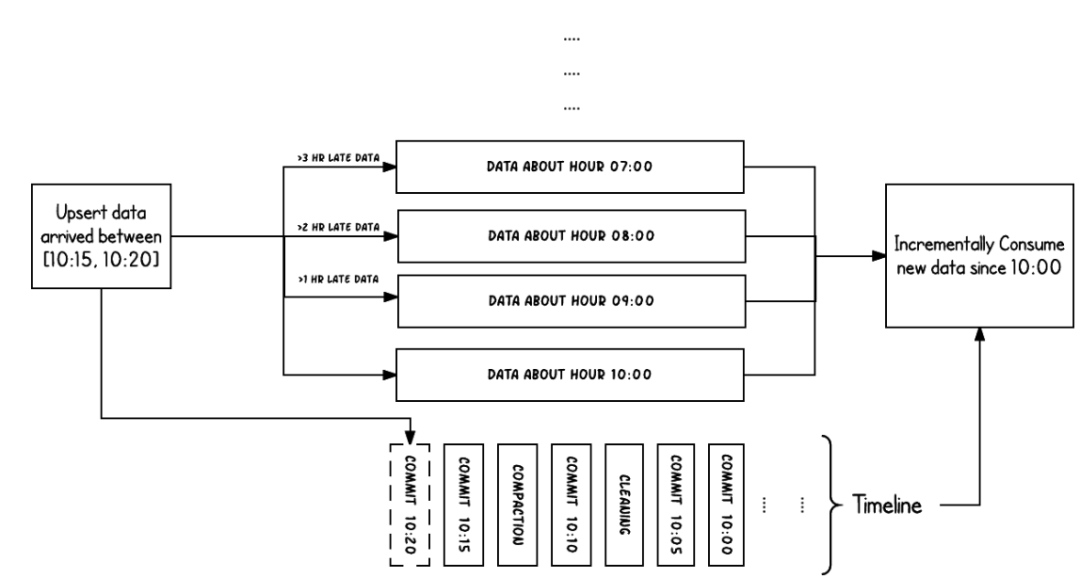 ....
....
....
>3 HR LATE DATA
DATA ABOUT HOUR 07:00
Upsert data
arrived between
[10:15, 10:20]
>2 HR LATE DATA
DATA ABOUT HOUR 08:00
>1 HR LATE DATA
DATA ABOUT HOUR 09:00
DATA ABOUT HOUR 10:00
Incrementally Consume
new data since 10:00
COMMIT 10:20
COMMIT 10:15
COMPACTION
COMMIT 10:10
CLEANING
COMMIT 10:05
COMMIT 10:00
....
....
Timeline